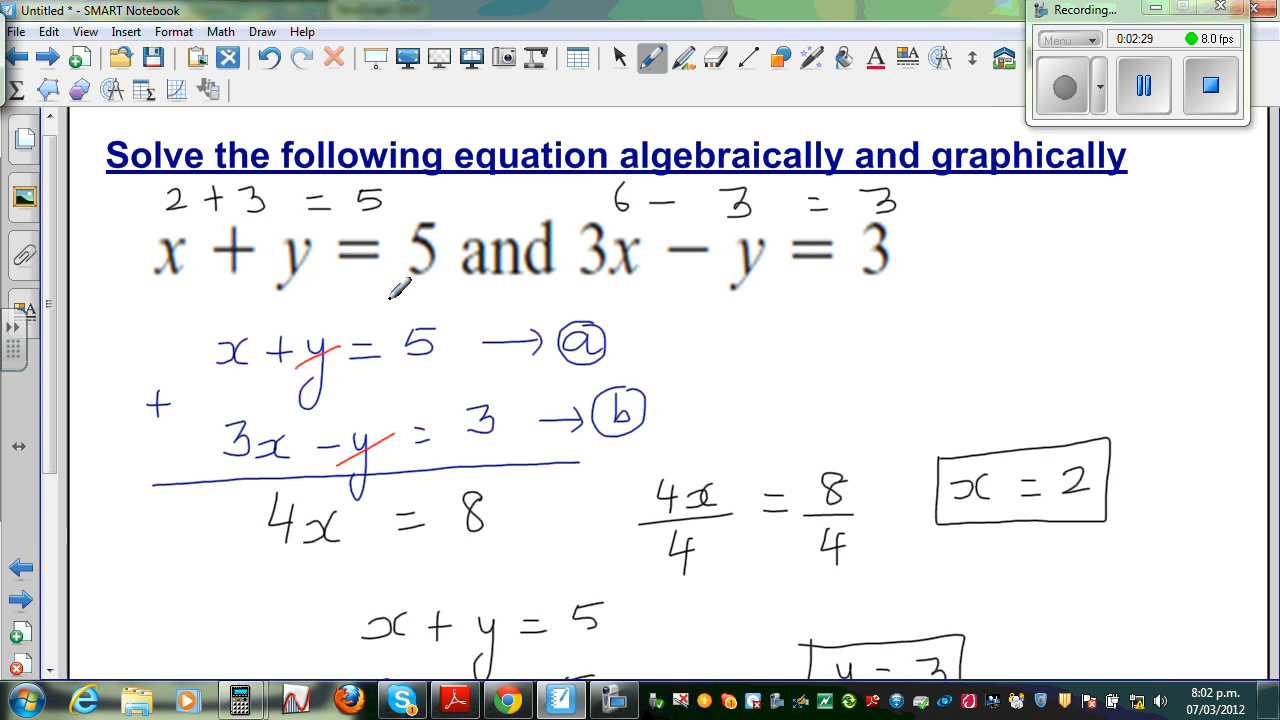 Untitled * - SMART Notebook
Recording...
File Edit View Insert Format Math Draw Help
Menu
0:02:29
8.0 fps
Solve the following equation algebraically and graphically
2 + 3 = 5 6 - 3 = 3
x + y = 5 and 3x − y = 3
x + y = 5 → a
+
3x - y = 3 → b
4x = 8
4x/4 = 8/4
x = 2
x + y = 5
y = 3
8:02 p.m.
07/03/2012